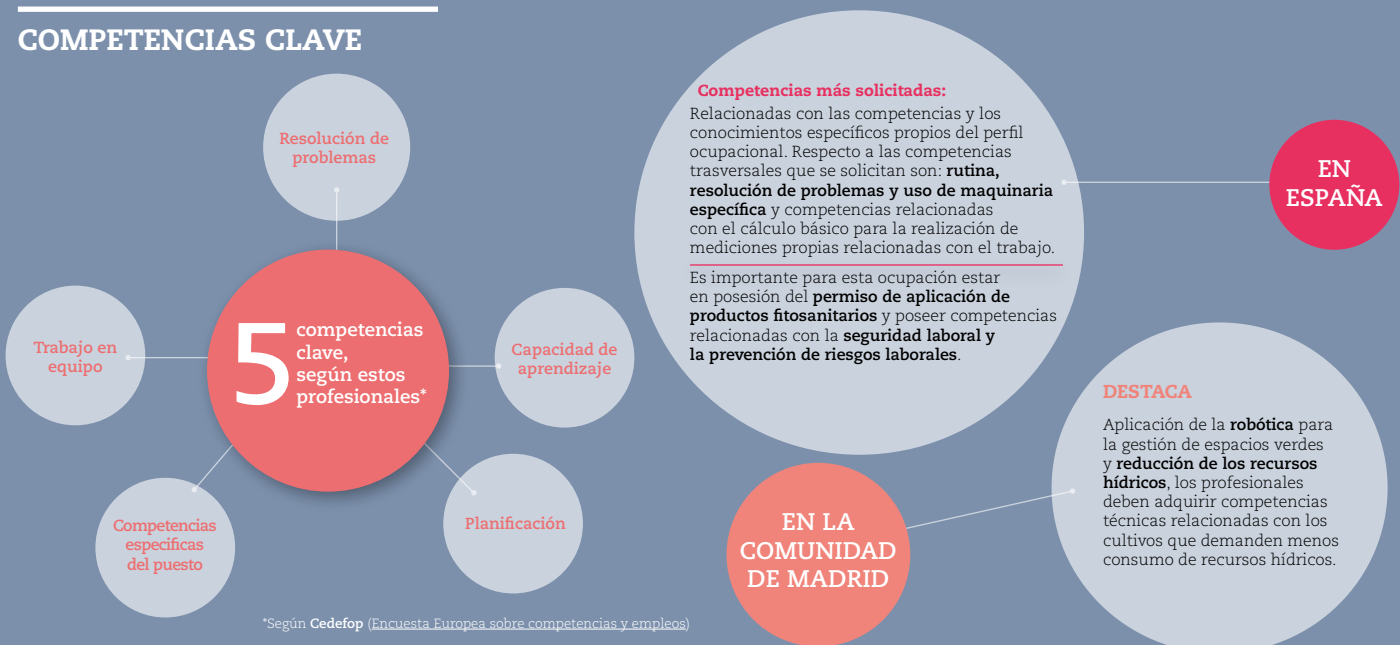 COMPETENCIAS CLAVE
Resolución de
problemas
Trabajo en
equipo
5
competencias
clave,
según estos
profesionales*
Capacidad de
aprendizaje
Competencias
especificas
del puesto
Planificación
*Según Cedefop (Encuesta Europea sobre competencias y empleos)
Competencias más solicitadas:
Relacionadas con las competencias y los
conocimientos específicos propios del perfil
ocupacional. Respecto a las competencias
trasversales que se solicitan son: rutina,
resolución de problemas y uso de maquinaria
específica y competencias relacionadas
con el cálculo básico para la realización de
mediciones propias relacionadas con el trabajo.
Es importante para esta ocupación estar
en posesión del permiso de aplicación de
productos fitosanitarios y poseer competencias
relacionadas con la seguridad laboral y
la prevención de riesgos laborales.
EN
ESPAÑA
EN LA
COMUNIDAD
DE MADRID
DESTACA
Aplicación de la robótica para
la gestión de espacios verdes
y reducción de los recursos
hídricos, los profesionales
deben adquirir competencias
técnicas relacionadas con los
cultivos que demanden menos
consumo de recursos hídricos.